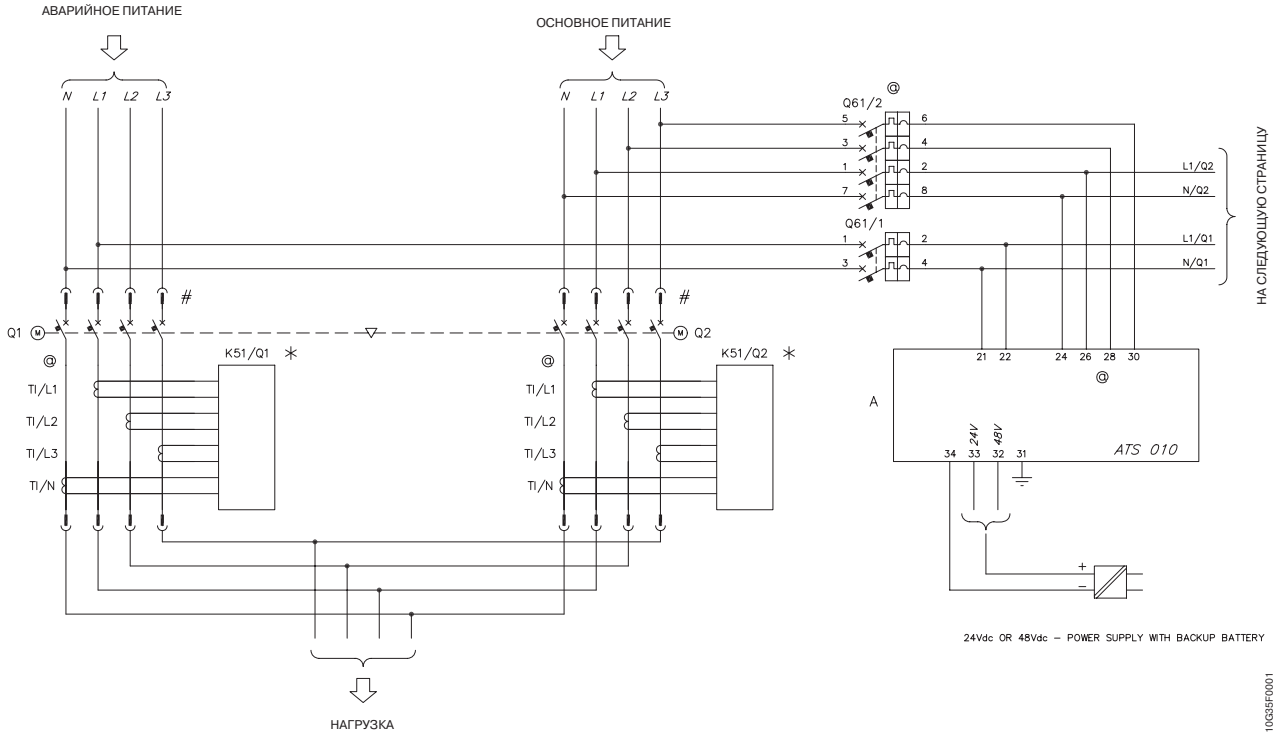 АВАРИЙНОЕ ПИТАНИЕ
ОСНОВНОЕ ПИТАНИЕ
N L1 L2 L3
N L1 L2 L3
@
Q61/2
5 6
3 4
1 2 L1/Q2
7 8 N/Q2
Q61/1
1 2 L1/Q1
3 4 N/Q1
НА СЛЕДУЮЩУЮ СТРАНИЦУ
#
#
Q1 M
M Q2
@
K51/Q1 *
@
K51/Q2 *
TI/L1
TI/L2
TI/L3
TI/N
TI/L1
TI/L2
TI/L3
TI/N
21 22 24 26 28 30
@
A
24V 48V
34 33 32 31
ATS 010
+
–
24Vdc OR 48Vdc – POWER SUPPLY WITH BACKUP BATTERY
НАГРУЗКА
10G35F0001